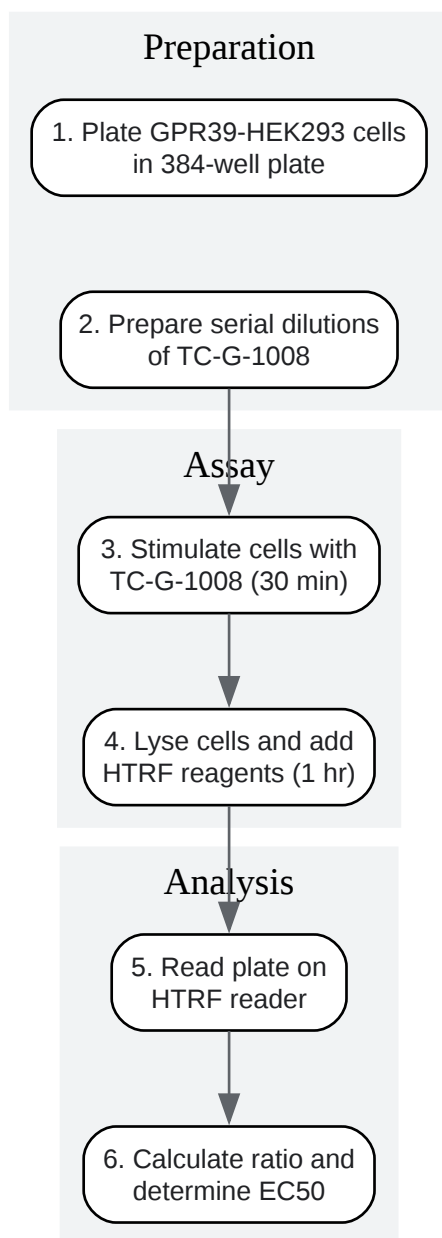 Preparation
1. Plate GPR39-HEK293 cells
in 384-well plate
2. Prepare serial dilutions
of TC-G-1008
Assay
3. Stimulate cells with
TC-G-1008 (30 min)
4. Lyse cells and add
HTRF reagents (1 hr)
Analysis
5. Read plate on
HTRF reader
6. Calculate ratio and
determine EC50